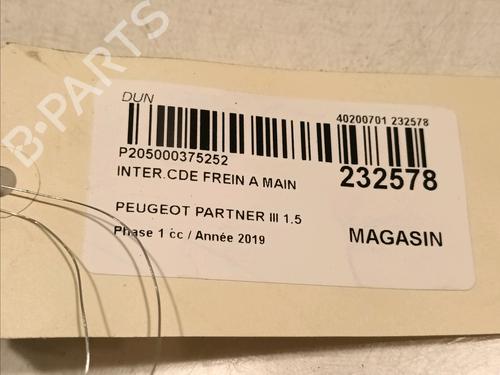 B-PARTS
DUN
40200701 232578
P205000375252
INTER.CDE FREIN A MAIN
232578
PEUGEOT PARTNER III 1.5
Phase 1 cc / Année 2019
MAGASIN